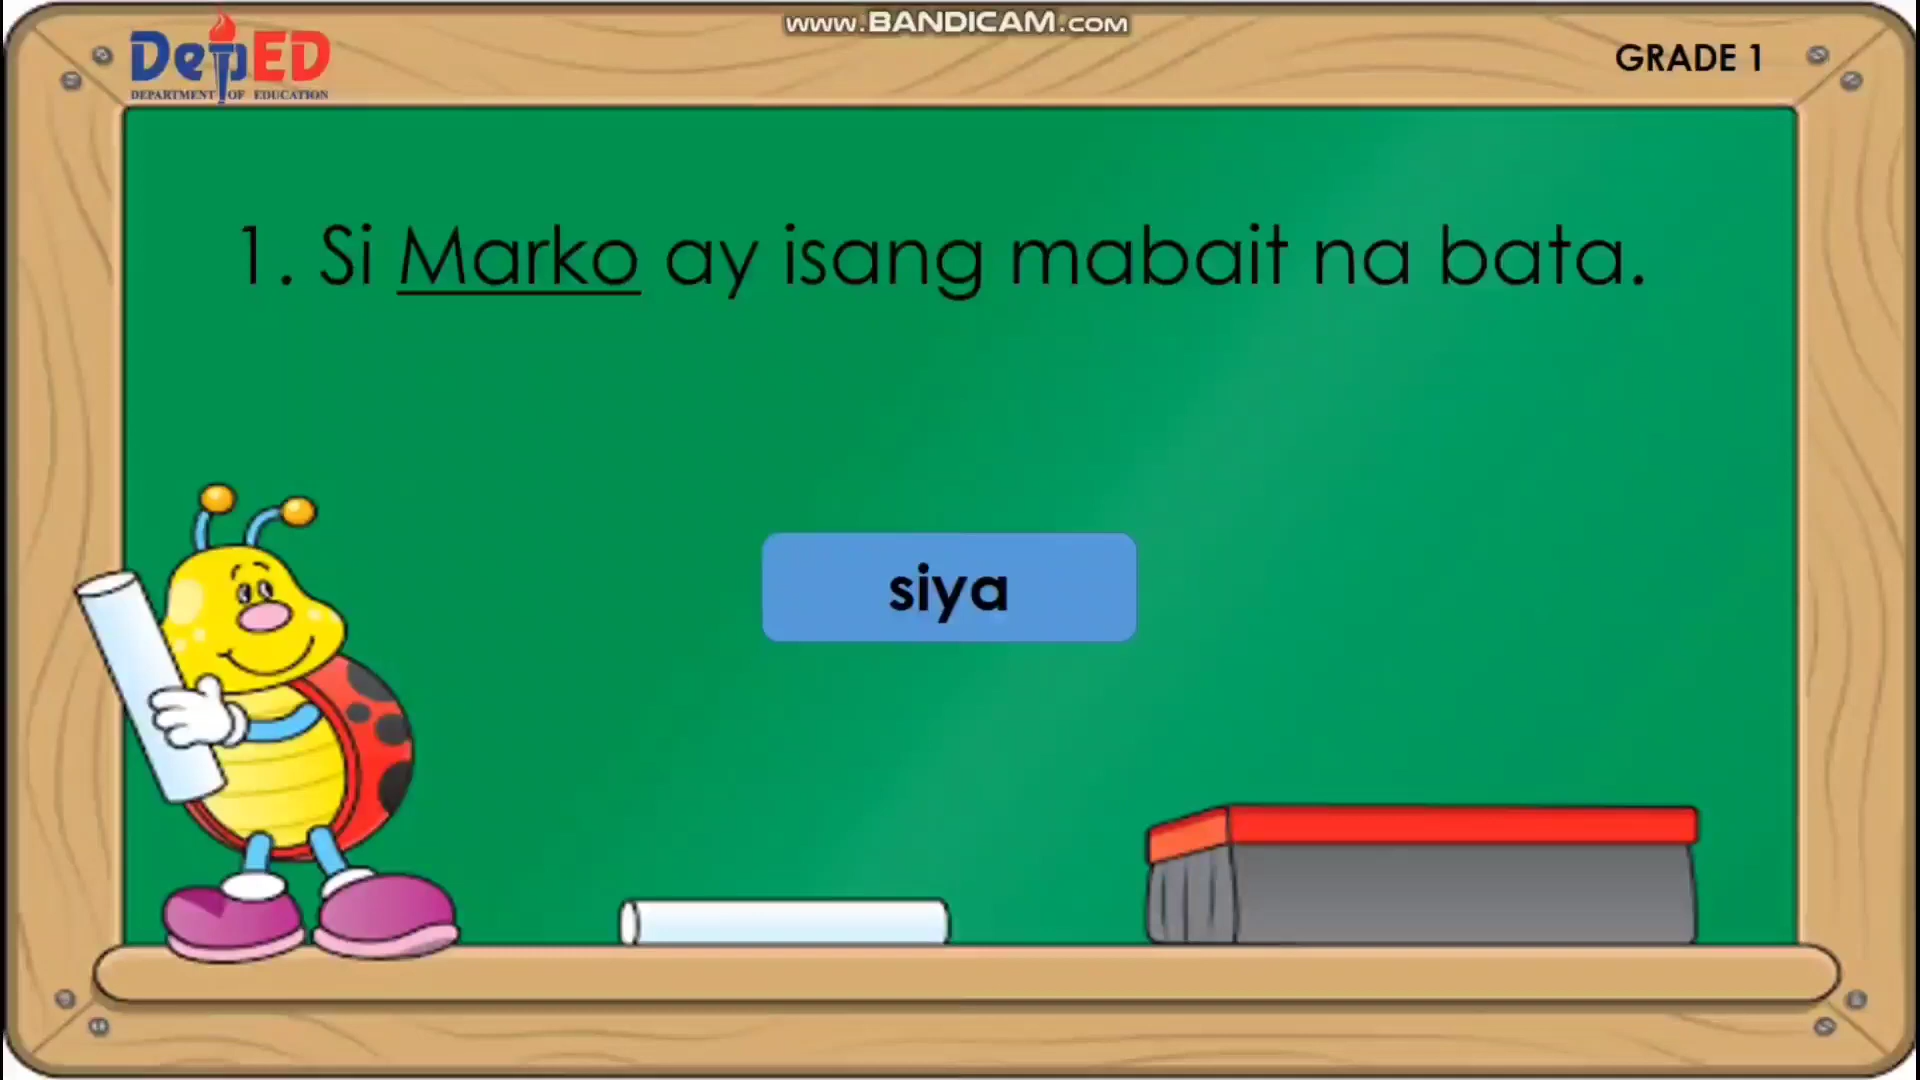 www.BANDICAM.com
DepED
DEPARTMENT OF EDUCATION
GRADE 1
1. Si Marko ay isang mabait na bata.
siya